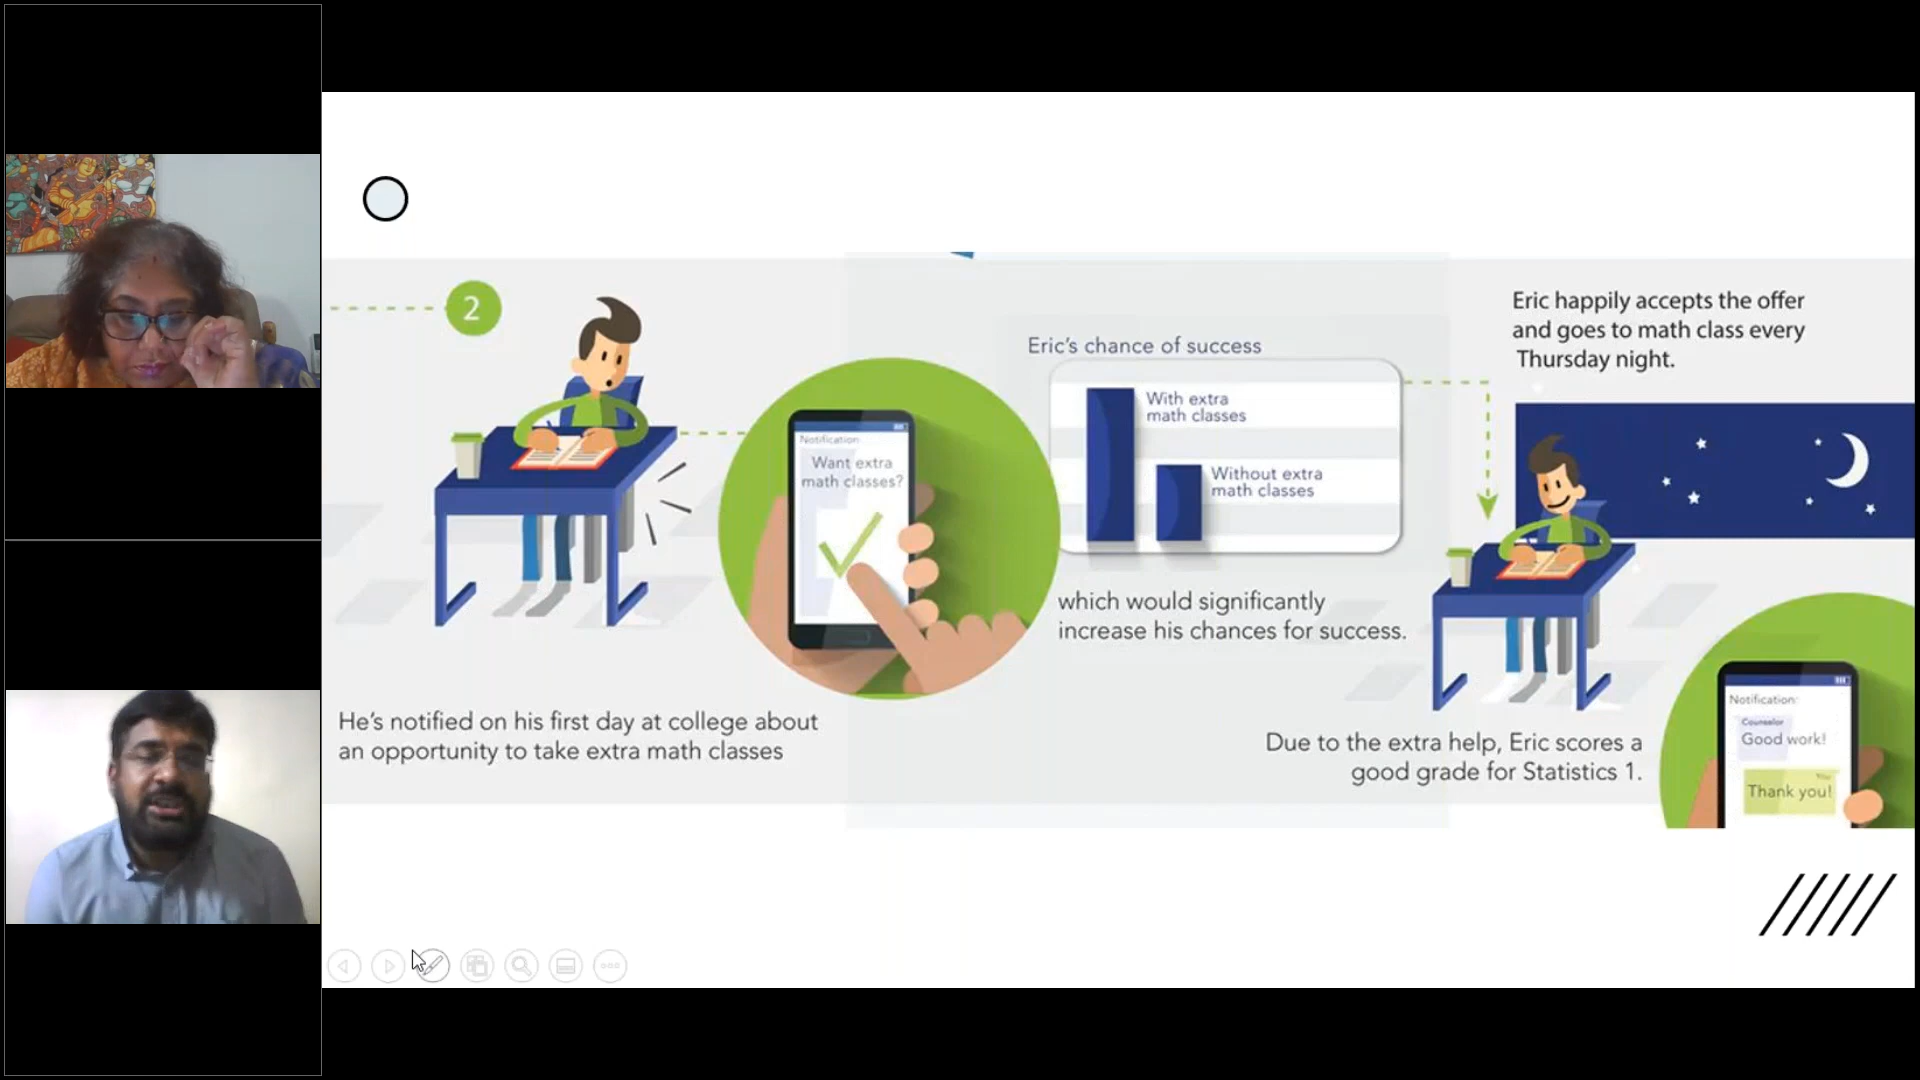 2
Notification:
Want extra
math classes?
He's notified on his first day at college about
an opportunity to take extra math classes
Eric's chance of success
With extra
math classes
Without extra
math classes
which would significantly
increase his chances for success.
Eric happily accepts the offer
and goes to math class every
Thursday night.
Due to the extra help, Eric scores a
good grade for Statistics 1.
Notification:
Counselor
Good work!
You
Thank you!